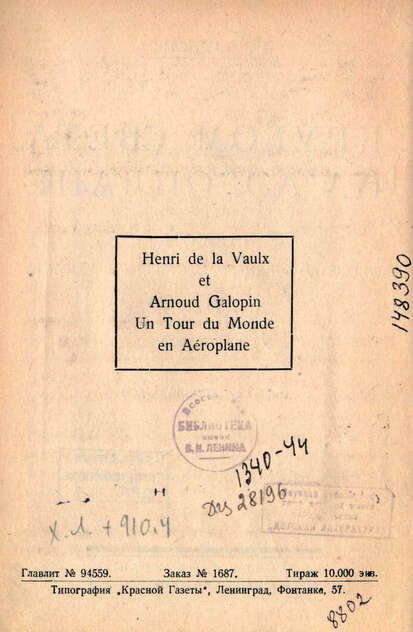 Henri de la Vaulx
et
Arnoud Galopin
Un Tour du Monde
en Aéroplane
148390
БИБЛИОТЕКА
В. И. ЛЕНИНА
1340-44
28196
Х.Л. + 910.4
Главлит № 94559. Заказ № 1687. Тираж 10.000 экз.
Типография „Красной Газеты“, Ленинград, Фонтанка, 57.
8802